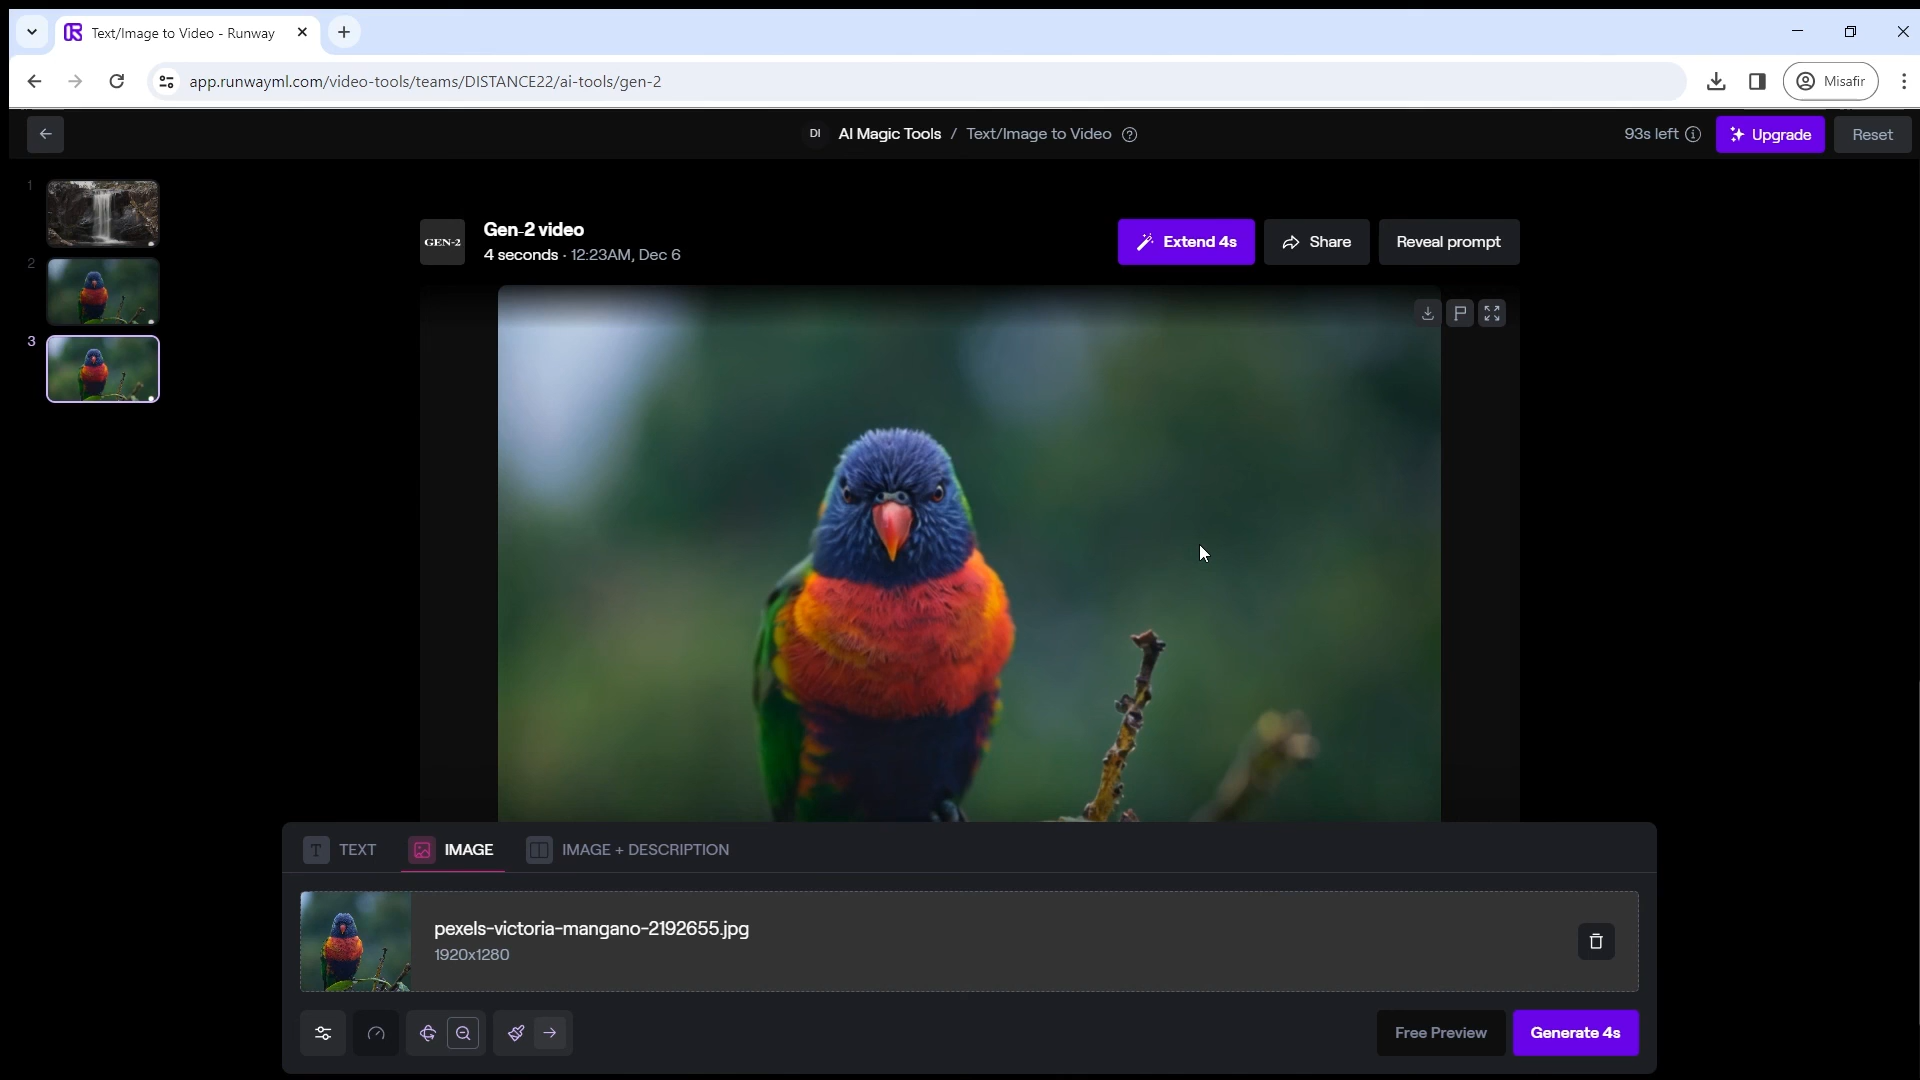 Text/Image to Video - Runway
app.runwayml.com/video-tools/teams/DISTANCE22/ai-tools/gen-2
Misafir
DI AI Magic Tools / Text/Image to Video
93s left
Upgrade
Reset
1
2
3
GEN-2
Gen-2 video
4 seconds · 12:23AM, Dec 6
Extend 4s
Share
Reveal prompt
T TEXT
IMAGE
IMAGE + DESCRIPTION
pexels-victoria-mangano-2192655.jpg
1920x1280
Free Preview
Generate 4s